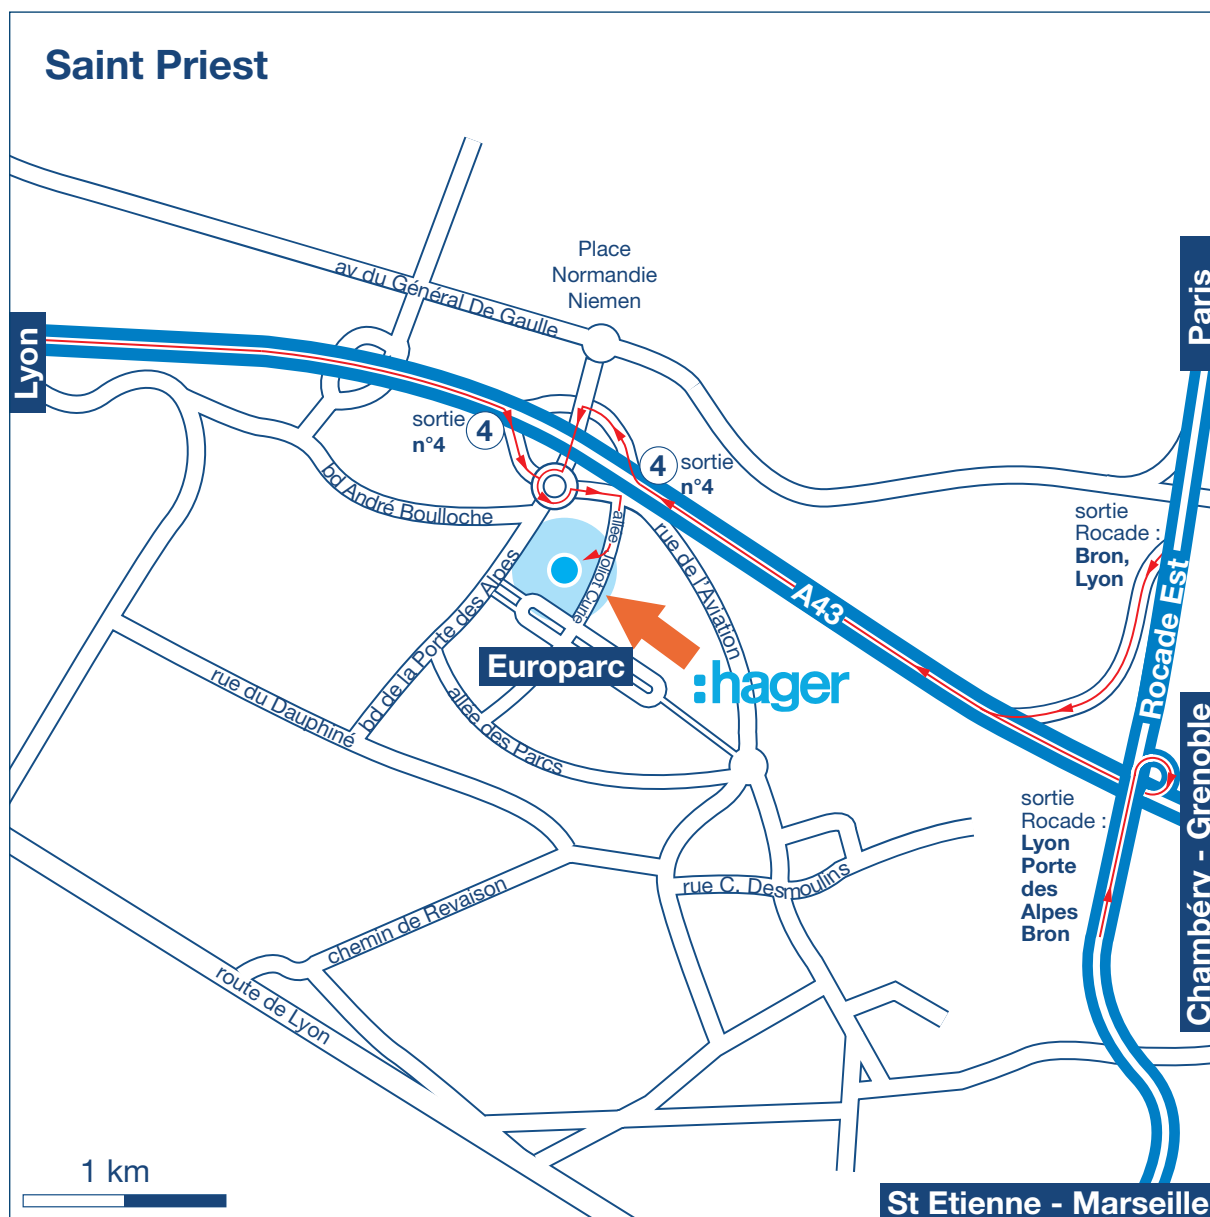 Saint Priest
Place
Normandie
Niemen
av du Général De Gaulle
Paris
Lyon
sortie
n°4
4
4
sortie
n°4
bd André Boulloche
allée Joliot Curie
rue de l'Aviation
sortie
Rocade :
Bron,
Lyon
A43
Rocade Est
bd de la Porte des Alpes
Europarc
:hager
rue du Dauphiné
allée des Parcs
Chambéry - Grenoble
sortie
Rocade :
Lyon
Porte
des
Alpes
Bron
rue C. Desmoulins
chemin de Revaison
route de Lyon
1 km
St Etienne - Marseille